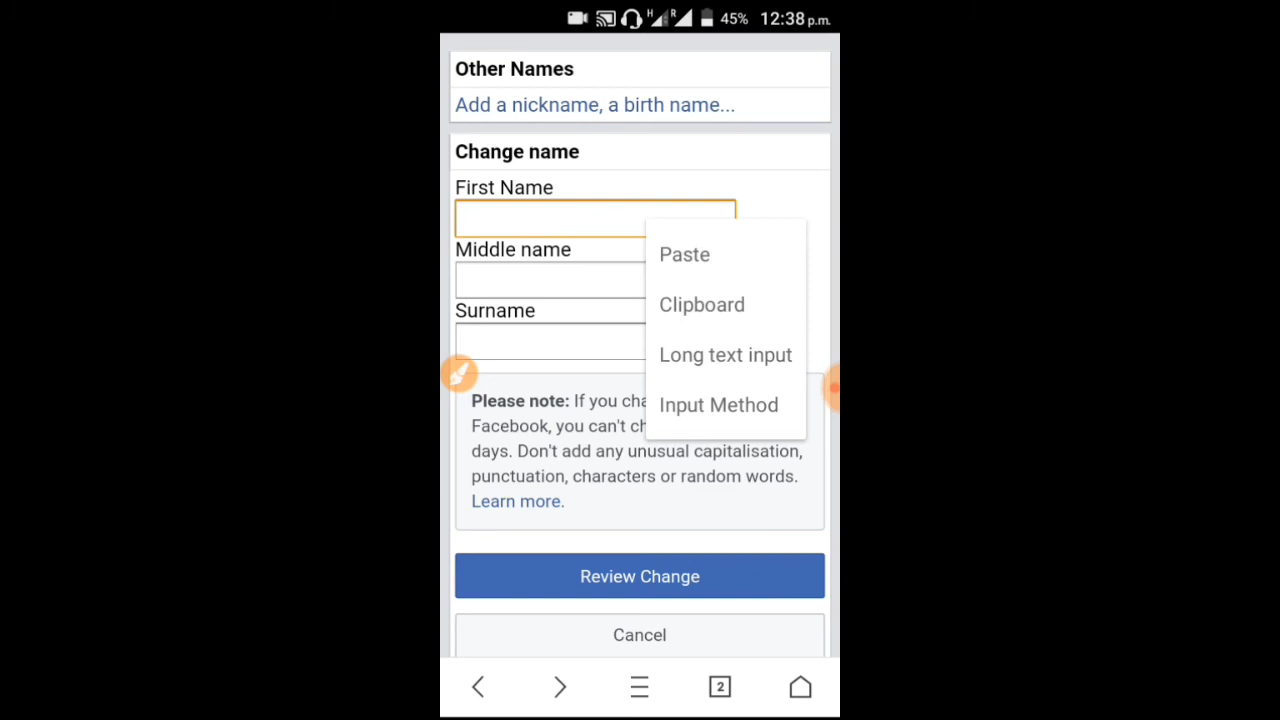 H R 45% 12:38 p.m.
Other Names
Add a nickname, a birth name...
Change name
First Name
Middle name
Surname
Paste
Clipboard
Long text input
Input Method
Please note: If you cha
Facebook, you can't ch
days. Don't add any unusual capitalisation,
punctuation, characters or random words.
Learn more.
Review Change
Cancel
2